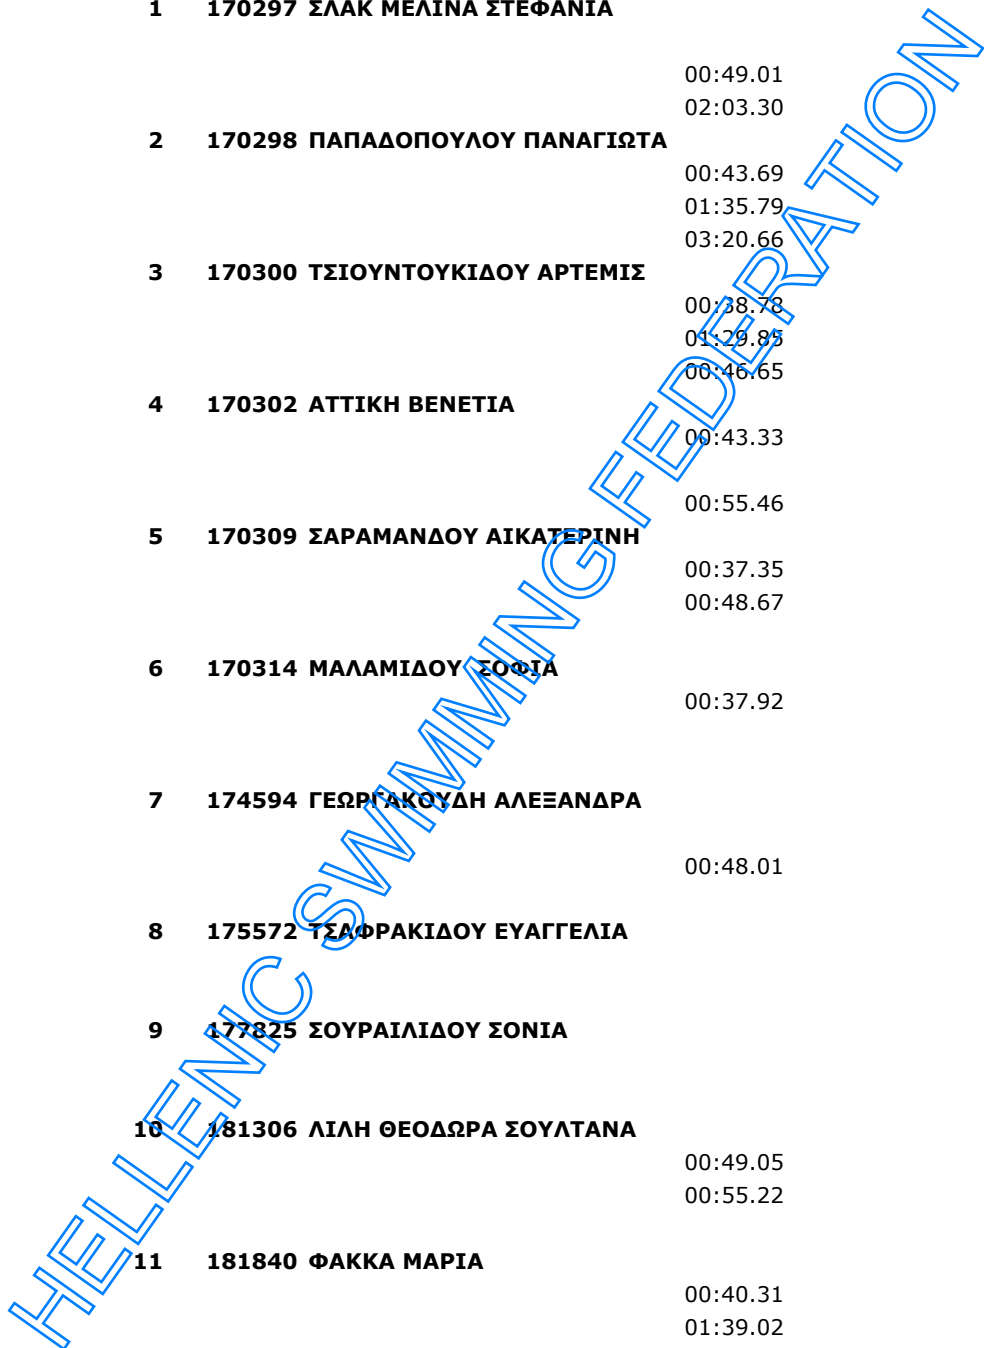 1 170297 ΣΛΑΚ ΜΕΛΙΝΑ ΣΤΕΦΑΝΙΑ
00:49.01
02:03.30
2 170298 ΠΑΠΑΔΟΠΟΥΛΟΥ ΠΑΝΑΓΙΩΤΑ
00:43.69
01:35.79
03:20.66
3 170300 ΤΣΙΟΥΝΤΟΥΚΙΔΟΥ ΑΡΤΕΜΙΣ
00:38.78
01:29.85
00:46.65
4 170302 ΑΤΤΙΚΗ ΒΕΝΕΤΙΑ
00:43.33
00:55.46
5 170309 ΣΑΡΑΜΑΝΔΟΥ ΑΙΚΑΤΕΡΙΝΗ
00:37.35
00:48.67
6 170314 ΜΑΛΑΜΙΔΟΥ ΣΟΦΙΑ
00:37.92
7 174594 ΓΕΩΡΓΑΚΟΥΔΗ ΑΛΕΞΑΝΔΡΑ
00:48.01
8 175572 ΤΣΑΦΡΑΚΙΔΟΥ ΕΥΑΓΓΕΛΙΑ
9 177825 ΣΟΥΡΑΙΛΙΔΟΥ ΣΟΝΙΑ
10 181306 ΛΙΛΗ ΘΕΟΔΩΡΑ ΣΟΥΛΤΑΝΑ
00:49.05
00:55.22
11 181840 ΦΑΚΚΑ ΜΑΡΙΑ
00:40.31
01:39.02
HELLENIC SWIMMING FEDERATION